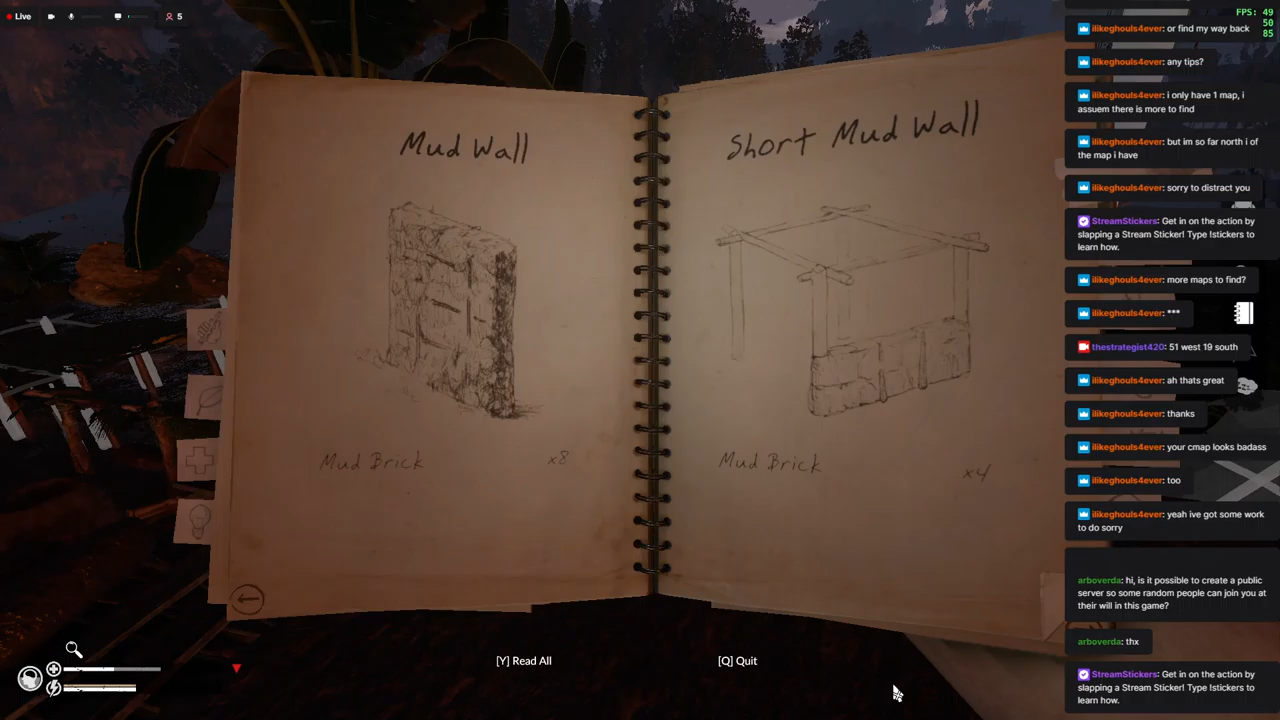 Live
5
FPS: 49
50
85
Mud Wall
Mud Brick x8
Short Mud Wall
Mud Brick x4
[Y] Read All
[Q] Quit
ilikeghouls4ever: or find my way back
ilikeghouls4ever: any tips?
ilikeghouls4ever: i only have 1 map, i
assuem there is more to find
ilikeghouls4ever: but im so far north i of
the map i have
ilikeghouls4ever: sorry to distract you
StreamStickers: Get in on the action by
slapping a Stream Sticker! Type !stickers to
learn how.
ilikeghouls4ever: more maps to find?
ilikeghouls4ever: ***
thestrategist420: 51 west 19 south
ilikeghouls4ever: ah thats great
ilikeghouls4ever: thanks
ilikeghouls4ever: your cmap looks badass
ilikeghouls4ever: too
ilikeghouls4ever: yeah ive got some work
to do sorry
arboverda: hi, is it possible to create a public
server so some random people can join you at
their will in this game?
arboverda: thx
StreamStickers: Get in on the action by
slapping a Stream Sticker! Type !stickers to
learn how.